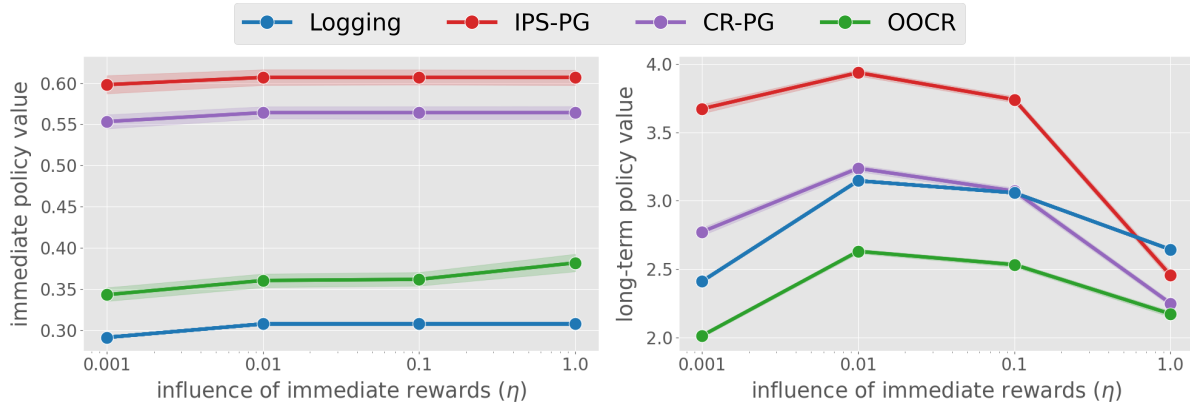 Logging IPS-PG CR-PG OOCR
immediate policy value
0.60
0.55
0.50
0.45
0.40
0.35
0.30
0.001 0.01 0.1 1.0
influence of immediate rewards (η)
long-term policy value
4.0
3.5
3.0
2.5
2.0
0.001 0.01 0.1 1.0
influence of immediate rewards (η)